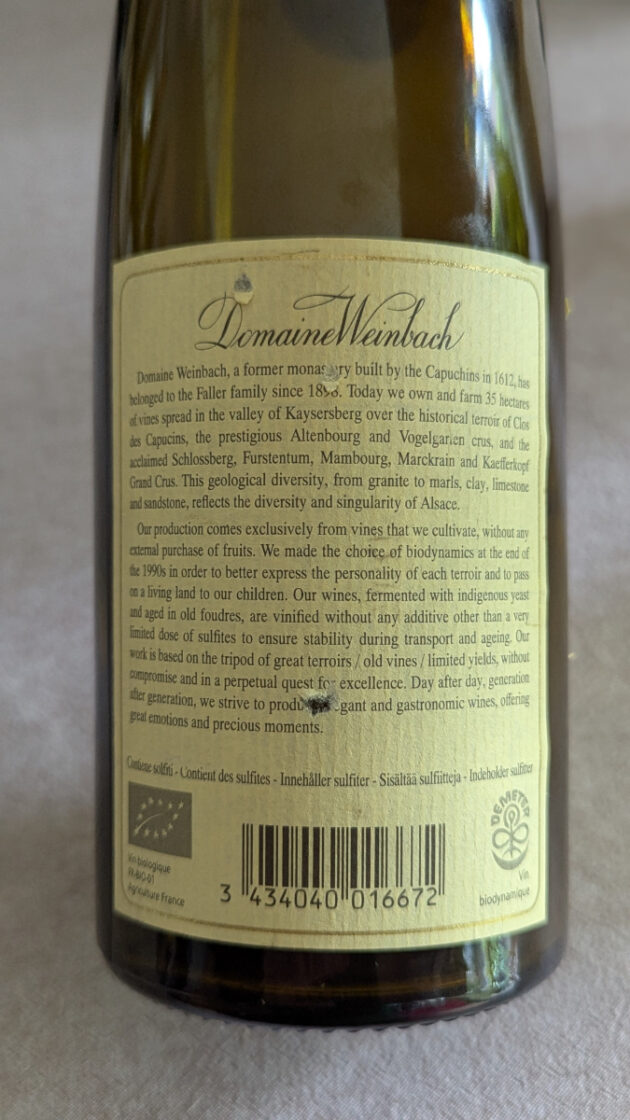 Domaine Weinbach
Domaine Weinbach, a former built by the Capuchins in 1612, has
belonged to the Faller family since Today we own and farm 35 hectares
of vines spread in the valley of Kaysersberg over the historical terroir of Clos
des Capucins, the prestigious Altenbourg and Vogelgarten crus, and the
acclaimed Schlossberg, Furstentum, Mambourg, Marckrain and Kaefferkopf
Grand Crus. This geological diversity, from granite to marls, clay, limestone
and sandstone, reflects the diversity and singularity of Alsace.
Our production comes exclusively from vines that we cultivate, without any
external purchase of fruits. We made the choice of biodynamics at the end of
the 1990s in order to better express the personality of each terroir and to pass
on a living land to our children. Our wines, fermented with indigenous yeast
and aged in old foudres, are vinified without any additive other than a very
limited dose of sulfites to ensure stability during transport and ageing. Our
work is based on the tripod of great terroirs / old vines / limited yields, without
compromise and in a perpetual quest for excellence. Day after day, generation
after generation, we strive to and gastronomic wines, offering
great emotions and precious moments.
Contiene solfiti - Contient des sulfites - Innehåller sulfiter - Sisältää sulfiitteja - Indeholder sulfitter
DEMETER
Vin biologique
FR-BIO-01
Agriculture France
3 434040 016672
Vin
biodynamique